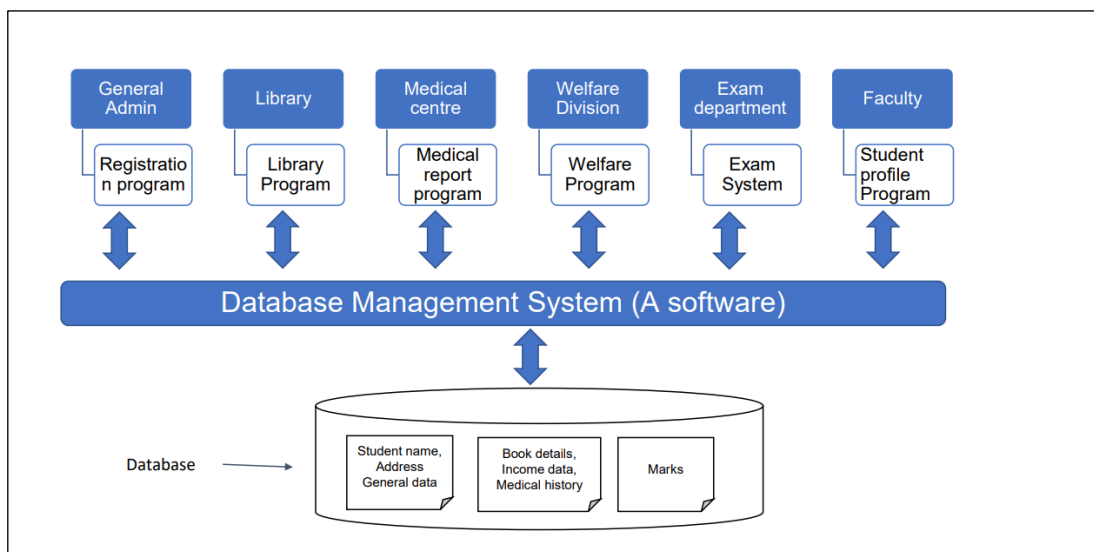 General
Admin
Library
Medical
centre
Welfare
Division
Exam
department
Faculty
Registratio
n program
Library
Program
Medical
report
program
Welfare
Program
Exam
System
Student
profile
Program
Database Management System (A software)
Database
Student name,
Address
General data
Book details,
Income data,
Medical history
Marks